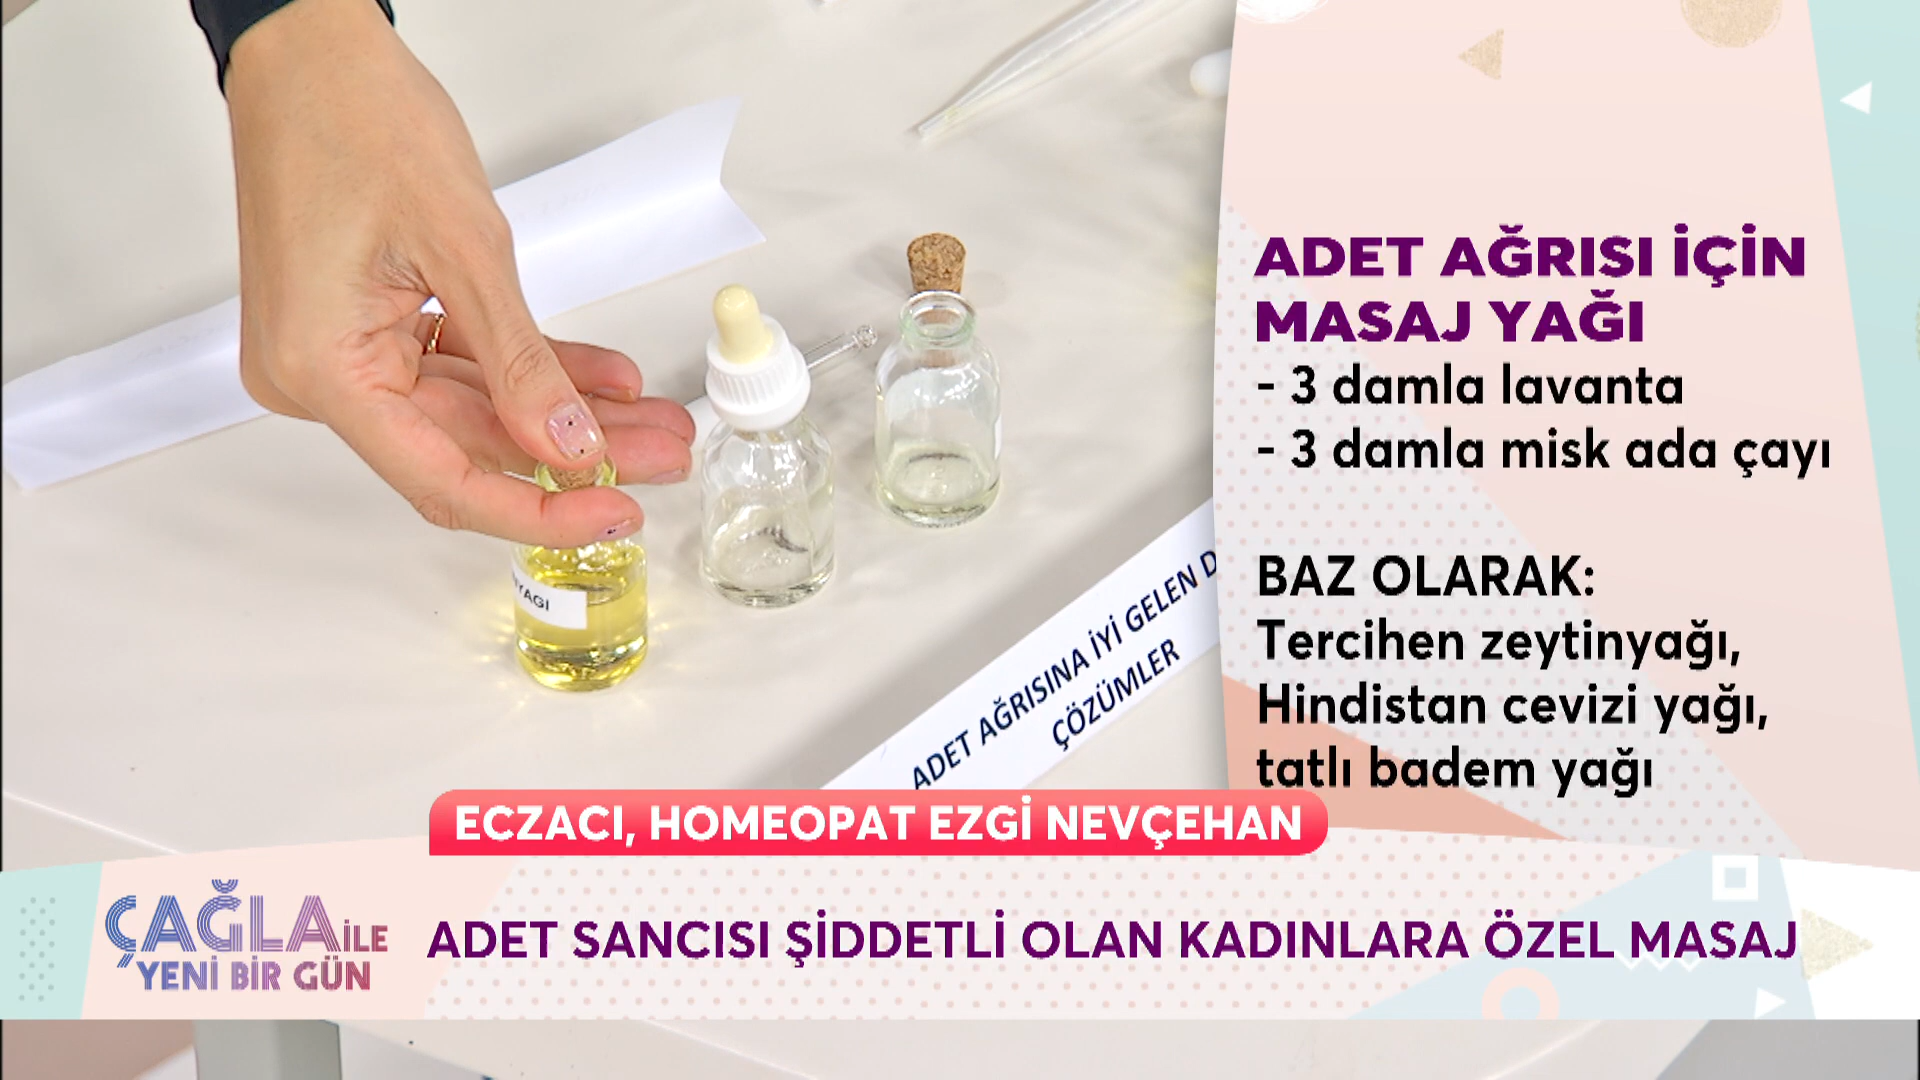 ADET AĞRISI İÇİN
MASAJ YAĞI
- 3 damla lavanta
- 3 damla misk ada çayı
BAZ OLARAK:
Tercihen zeytinyağı,
Hindistan cevizi yağı,
tatlı badem yağı
ADET AĞRISINA İYİ GELEN
ÇÖZÜMLER
ECZACI, HOMEOPAT EZGİ NEVÇEHAN
ÇAĞLA İLE
YENİ BİR GÜN
ADET SANCISI ŞİDDETLİ OLAN KADINLARA ÖZEL MASAJ